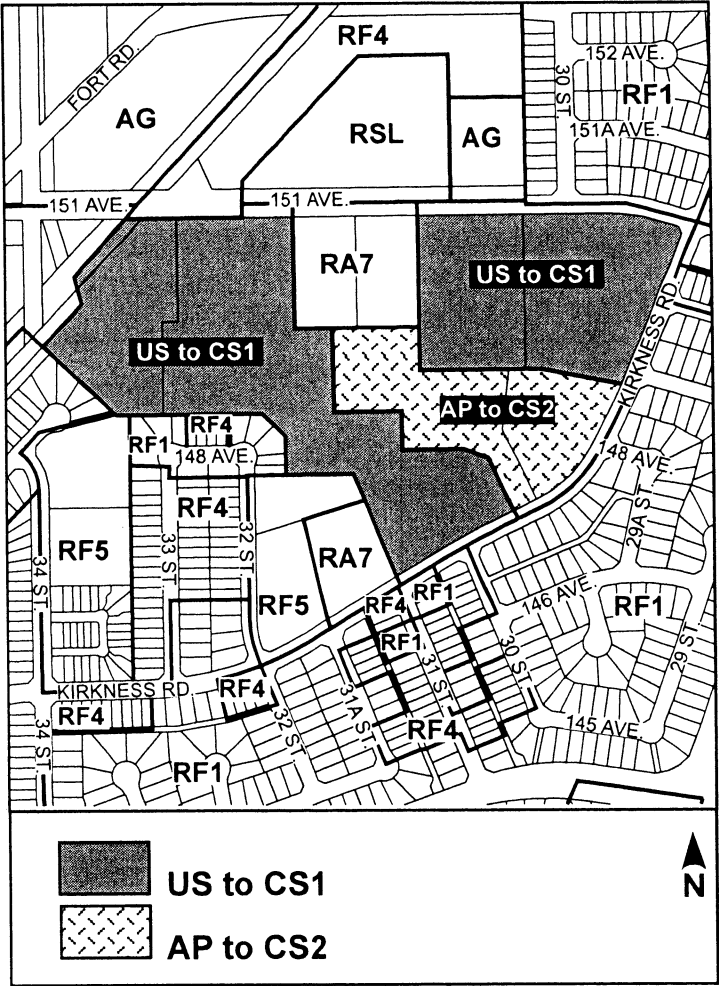 RF4
152 AVE.
FORT RD.
30 ST.
RF1
AG
RSL
AG
151A AVE.
151 AVE.
151 AVE.
RA7
US to CS1
KIRKNESS RD.
US to CS1
AP to CS2
RF4
RF1
148 AVE.
148 AVE.
RF4
29A ST.
33 ST.
32 ST.
RF5
RA7
34 ST.
RF5
RF4
RF1
146 AVE.
RF1
RF1
30 ST.
29 ST.
31 ST.
KIRKNESS RD.
RF4
31A ST.
RF4
32 ST.
RF4
145 AVE.
34 ST.
RF1
US to CS1
N
AP to CS2